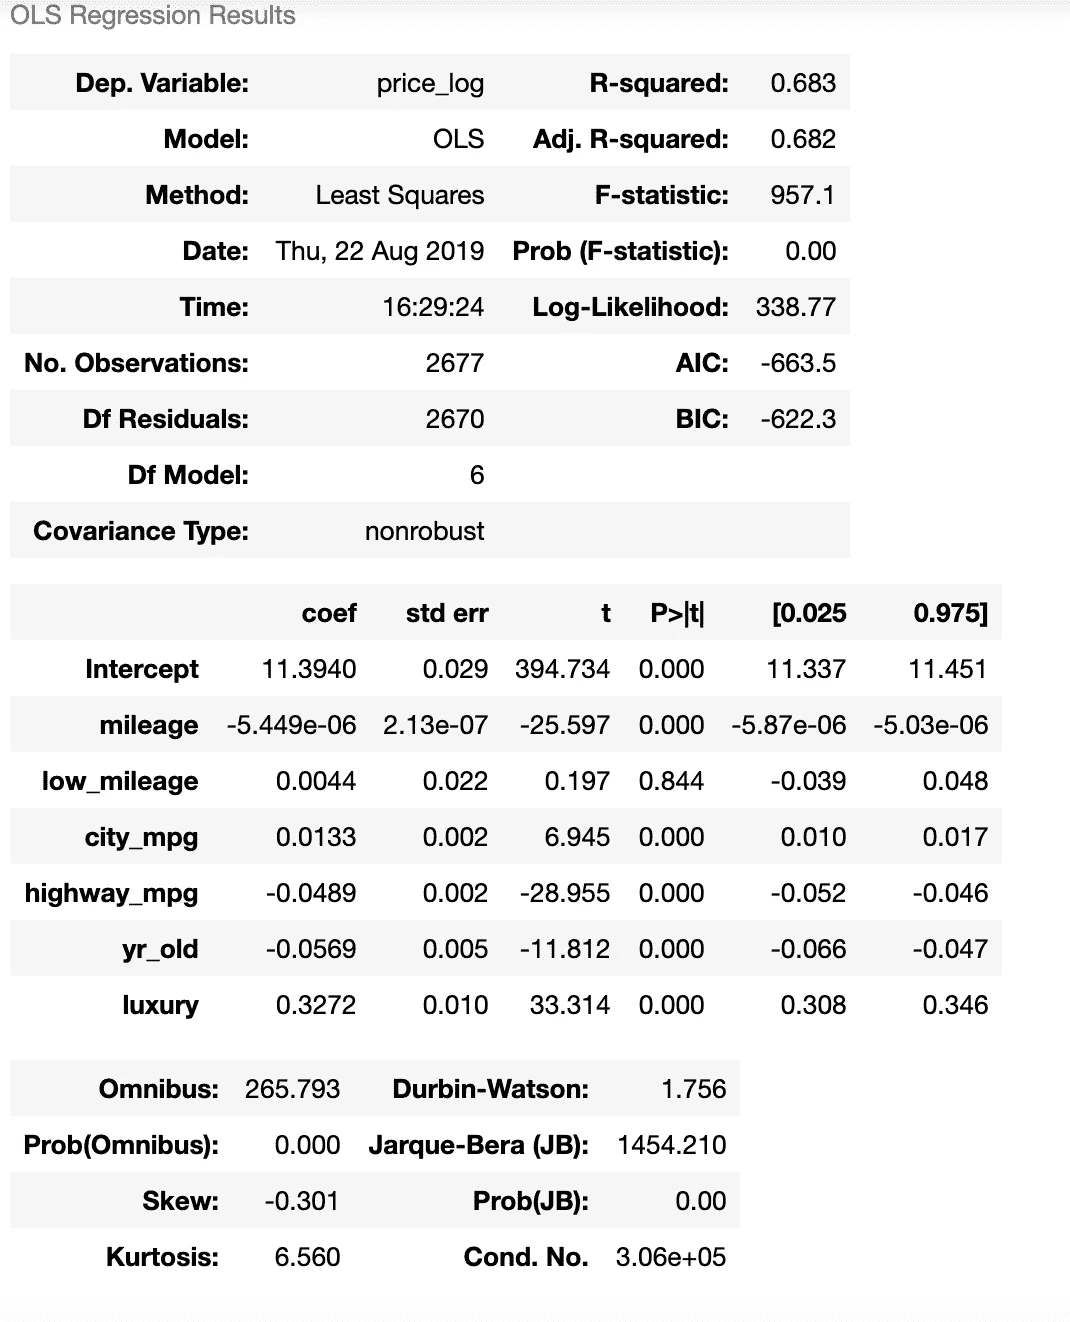 OLS Regression Results
Dep. Variable: price_log R-squared: 0.683
Model: OLS Adj. R-squared: 0.682
Method: Least Squares F-statistic: 957.1
Date: Thu, 22 Aug 2019 Prob (F-statistic): 0.00
Time: 16:29:24 Log-Likelihood: 338.77
No. Observations: 2677 AIC: -663.5
Df Residuals: 2670 BIC: -622.3
Df Model: 6
Covariance Type: nonrobust
coef std err t P>|t| [0.025 0.975]
Intercept 11.3940 0.029 394.734 0.000 11.337 11.451
mileage -5.449e-06 2.13e-07 -25.597 0.000 -5.87e-06 -5.03e-06
low_mileage 0.0044 0.022 0.197 0.844 -0.039 0.048
city_mpg 0.0133 0.002 6.945 0.000 0.010 0.017
highway_mpg -0.0489 0.002 -28.955 0.000 -0.052 -0.046
yr_old -0.0569 0.005 -11.812 0.000 -0.066 -0.047
luxury 0.3272 0.010 33.314 0.000 0.308 0.346
Omnibus: 265.793 Durbin-Watson: 1.756
Prob(Omnibus): 0.000 Jarque-Bera (JB): 1454.210
Skew: -0.301 Prob(JB): 0.00
Kurtosis: 6.560 Cond. No. 3.06e+05